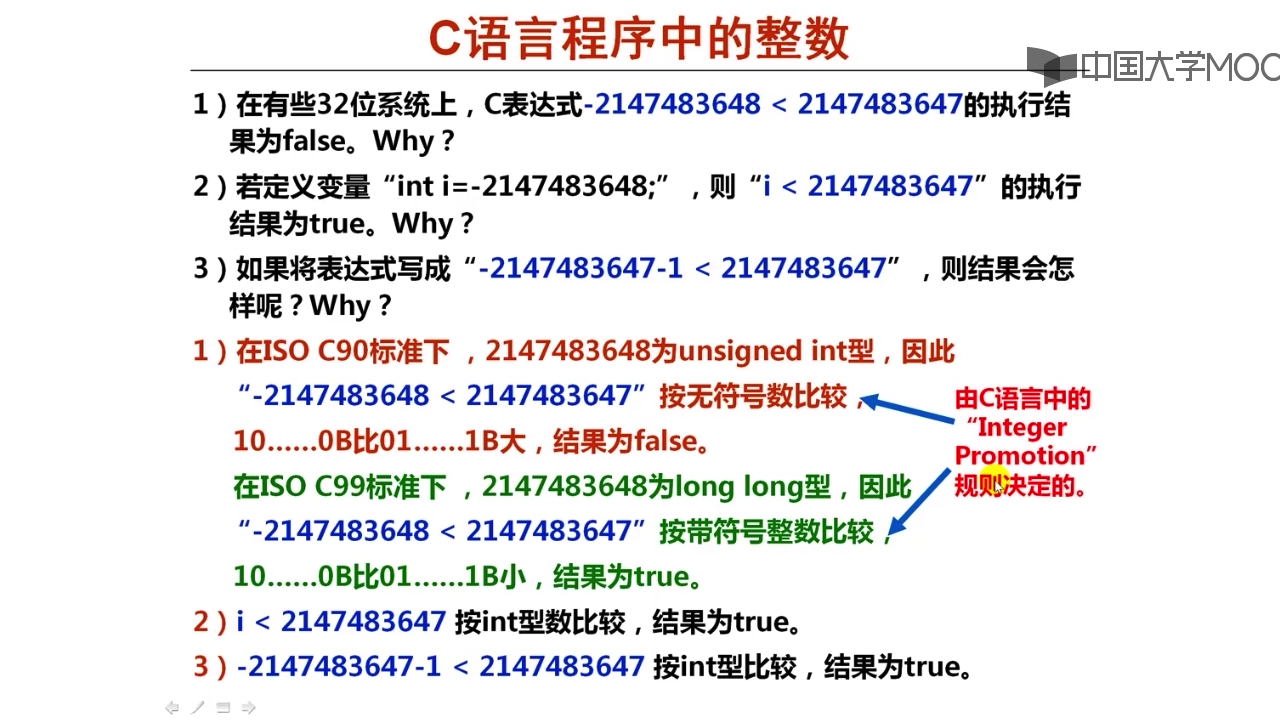 C语言程序中的整数
中国大学MOO
1）在有些32位系统上，C表达式-2147483648 < 2147483647的执行结
果为false。Why？
2）若定义变量“int i=-2147483648;”，则“i < 2147483647”的执行
结果为true。Why？
3）如果将表达式写成“-2147483647-1 < 2147483647”，则结果会怎
样呢？Why？
1）在ISO C90标准下，2147483648为unsigned int型，因此
“-2147483648 < 2147483647”按无符号数比较，
10……0B比01……1B大，结果为false。
在ISO C99标准下，2147483648为long long型，因此
“-2147483648 < 2147483647”按带符号整数比较，
10……0B比01……1B小，结果为true。
由C语言中的
“Integer
Promotion”
规则决定的。
2）i < 2147483647 按int型数比较，结果为true。
3）-2147483647-1 < 2147483647 按int型比较，结果为true。